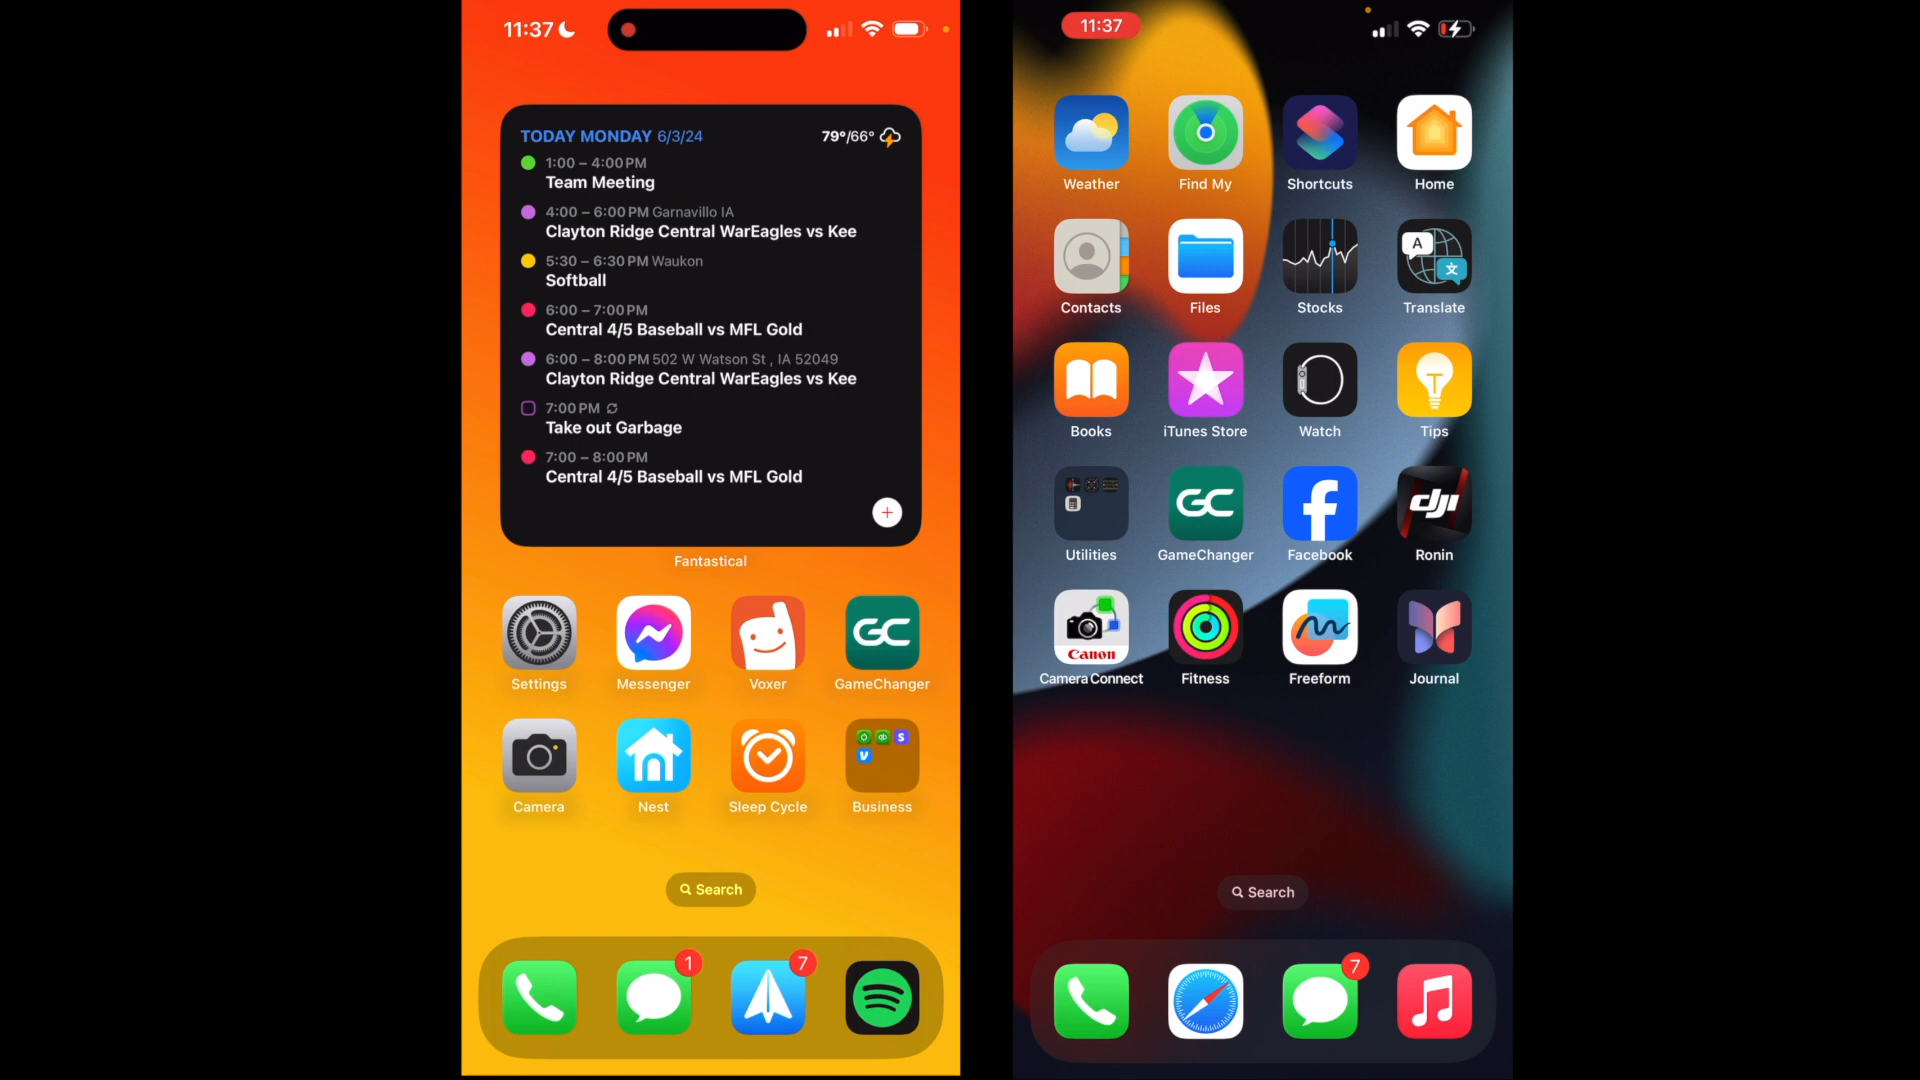 11:37
TODAY MONDAY 6/3/24 79°/66°
1:00 – 4:00 PM
Team Meeting
4:00 – 6:00 PM Garnavillo IA
Clayton Ridge Central WarEagles vs Kee
5:30 – 6:30 PM Waukon
Softball
6:00 – 7:00 PM
Central 4/5 Baseball vs MFL Gold
6:00 – 8:00 PM 502 W Watson St , IA 52049
Clayton Ridge Central WarEagles vs Kee
7:00 PM
Take out Garbage
7:00 – 8:00 PM
Central 4/5 Baseball vs MFL Gold
Fantastical
GC
Settings Messenger Voxer GameChanger
S
V
Camera Nest Sleep Cycle Business
Search
1 7
11:37
Weather Find My Shortcuts Home
A
文
Contacts Files Stocks Translate
Books iTunes Store Watch Tips
GC f dji
Utilities GameChanger Facebook Ronin
Canon
Camera Connect Fitness Freeform Journal
Search
7